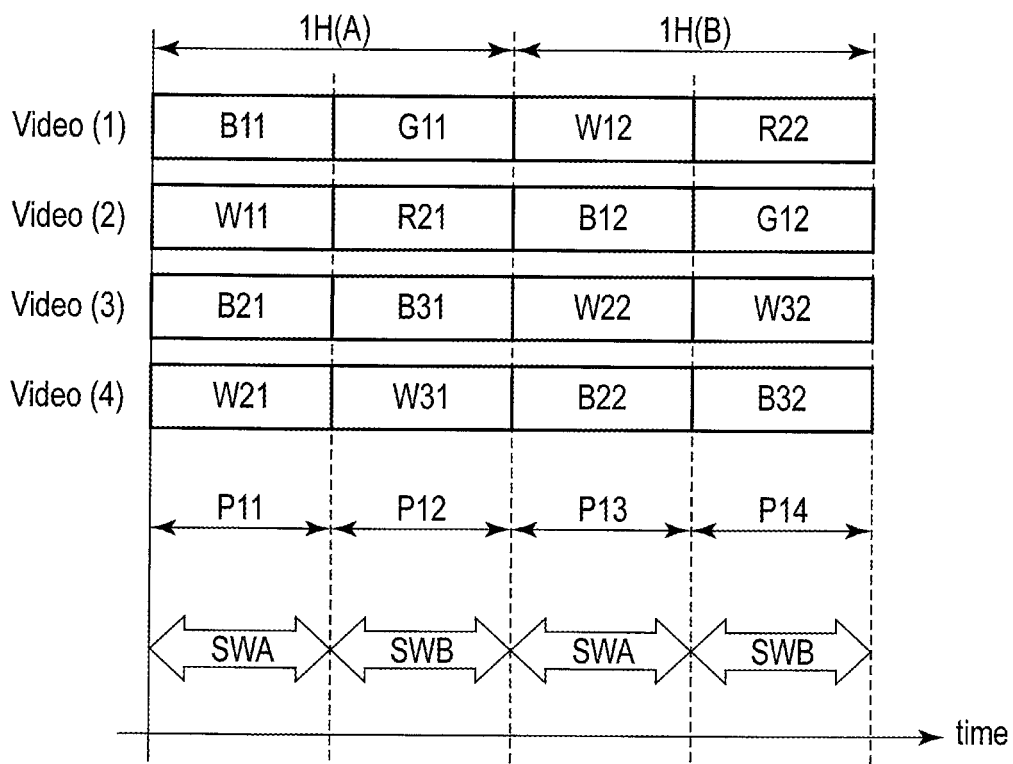 1H(A) 1H(B)
Video (1) B11 G11 W12 R22
Video (2) W11 R21 B12 G12
Video (3) B21 B31 W22 W32
Video (4) W21 W31 B22 B32
P11 P12 P13 P14
SWA SWB SWA SWB
time